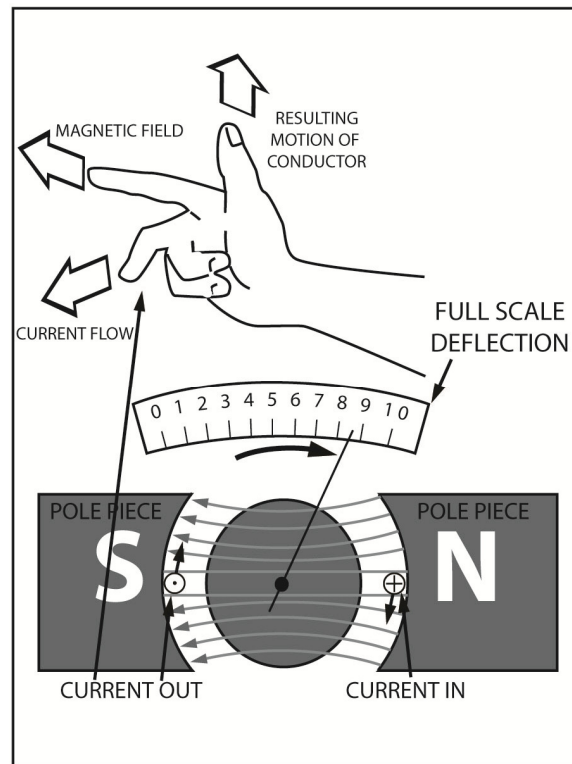 MAGNETIC FIELD
RESULTING
MOTION OF
CONDUCTOR
CURRENT FLOW
FULL SCALE
DEFLECTION
0 1 2 3 4 5 6 7 8 9 10
POLE PIECE
POLE PIECE
S
N
CURRENT OUT
CURRENT IN